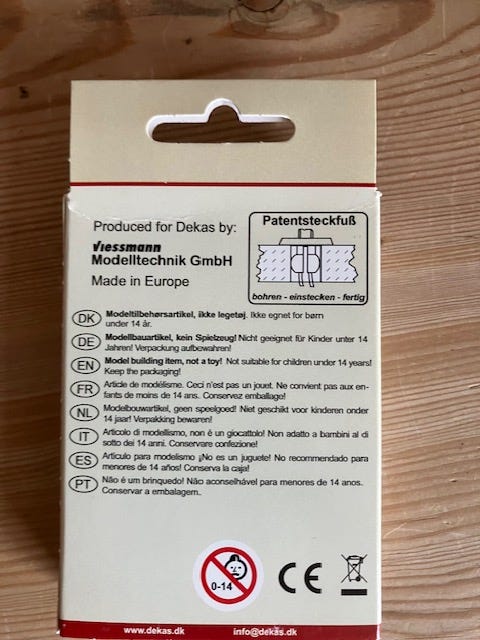 Produced for Dekas by:
Viessmann
Modelltechnik GmbH
Made in Europe
Patentsteckfuß
bohren - einstecken - fertig
DK Modeltilbehørsartikel, ikke legetøj. Ikke egnet for børn
under 14 år.
DE Modellbauartikel, kein Spielzeug! Nicht geeignet für Kinder unter 14
Jahren! Verpackung aufbewahren!
EN Model building item, not a toy! Not suitable for children under 14 years!
Keep the packaging!
FR Article de modélisme. Ceci n'est pas un jouet. Ne convient pas aux en-
fants de moins de 14 ans. Conservez emballage!
NL Modelbouwartikel, geen speelgoed! Niet geschikt voor kinderen onder
14 jaar! Verpakking bewaren!
IT Articolo di modellismo, non è un giocattolo! Non adatto a bambini al di
sotto dei 14 anni. Conservare confezione!
ES Articulo para modelismo ¡No es un juguete! No recomendado para
menores de 14 años! Conserva la caja!
PT Não é um brinquedo! Não aconselhável para menores de 14 anos.
Conservar a embalagem..
0-14
CE
www.dekas.dk info@dekas.dk